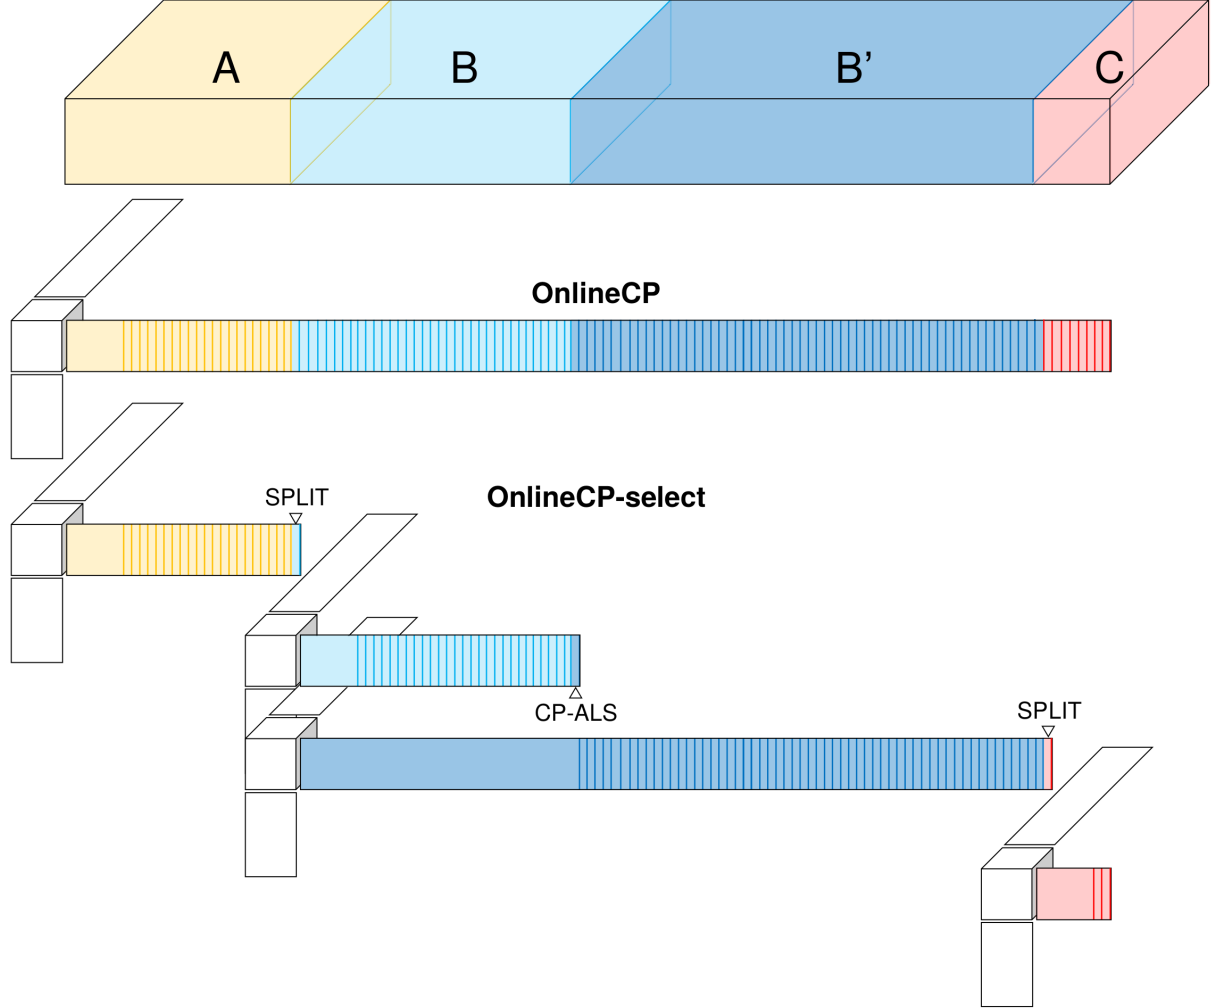 A
B
B’
C
OnlineCP
SPLIT
OnlineCP-select
CP-ALS
SPLIT